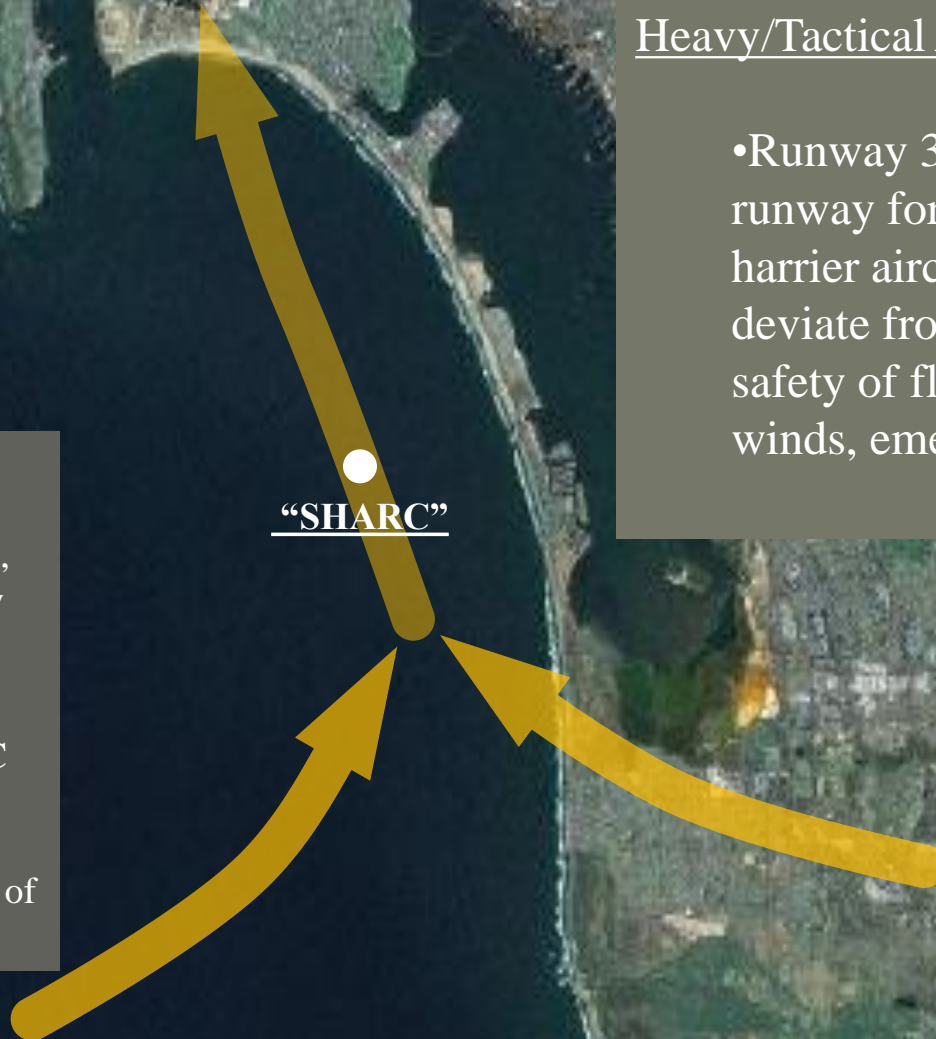 Heavy/Tactical
•Runway 3
runway for
harrier airc
deviate fro
safety of fl
winds, eme
“SHARC”
,
C
of